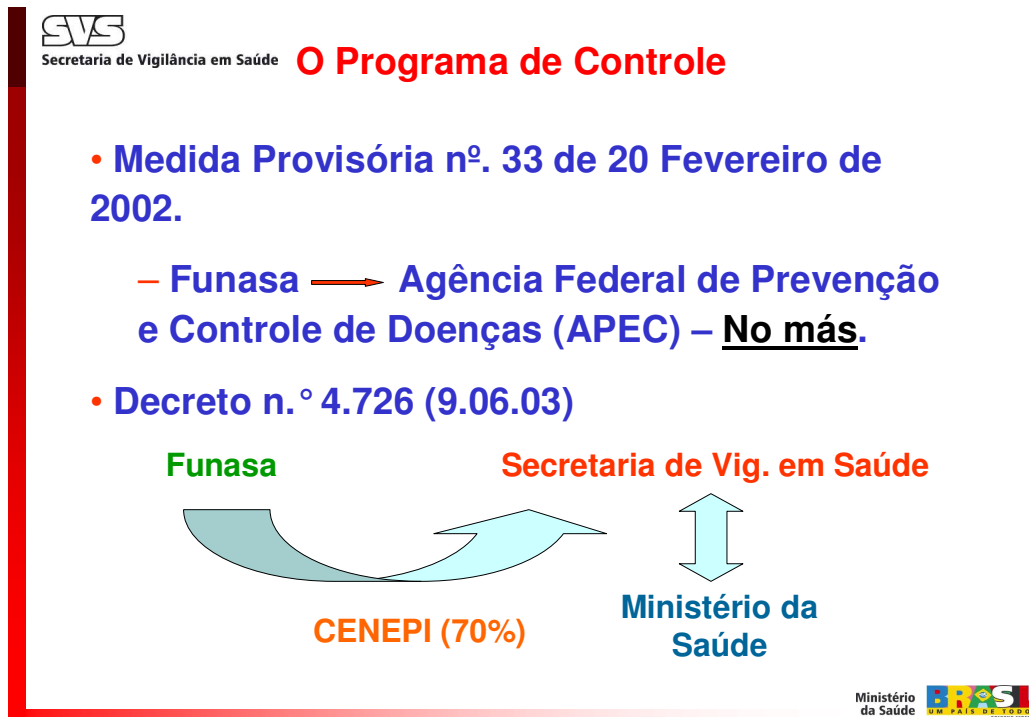 SVS
Secretaria de Vigilância em Saúde
O Programa de Controle
• Medida Provisória nº. 33 de 20 Fevereiro de
2002.
– Funasa Agência Federal de Prevenção
e Controle de Doenças (APEC) – No más.
• Decreto n.° 4.726 (9.06.03)
Funasa
Secretaria de Vig. em Saúde
CENEPI (70%)
Ministério da
Saúde
Ministério
da Saúde
BRASIL
UM PAÍS DE TODO